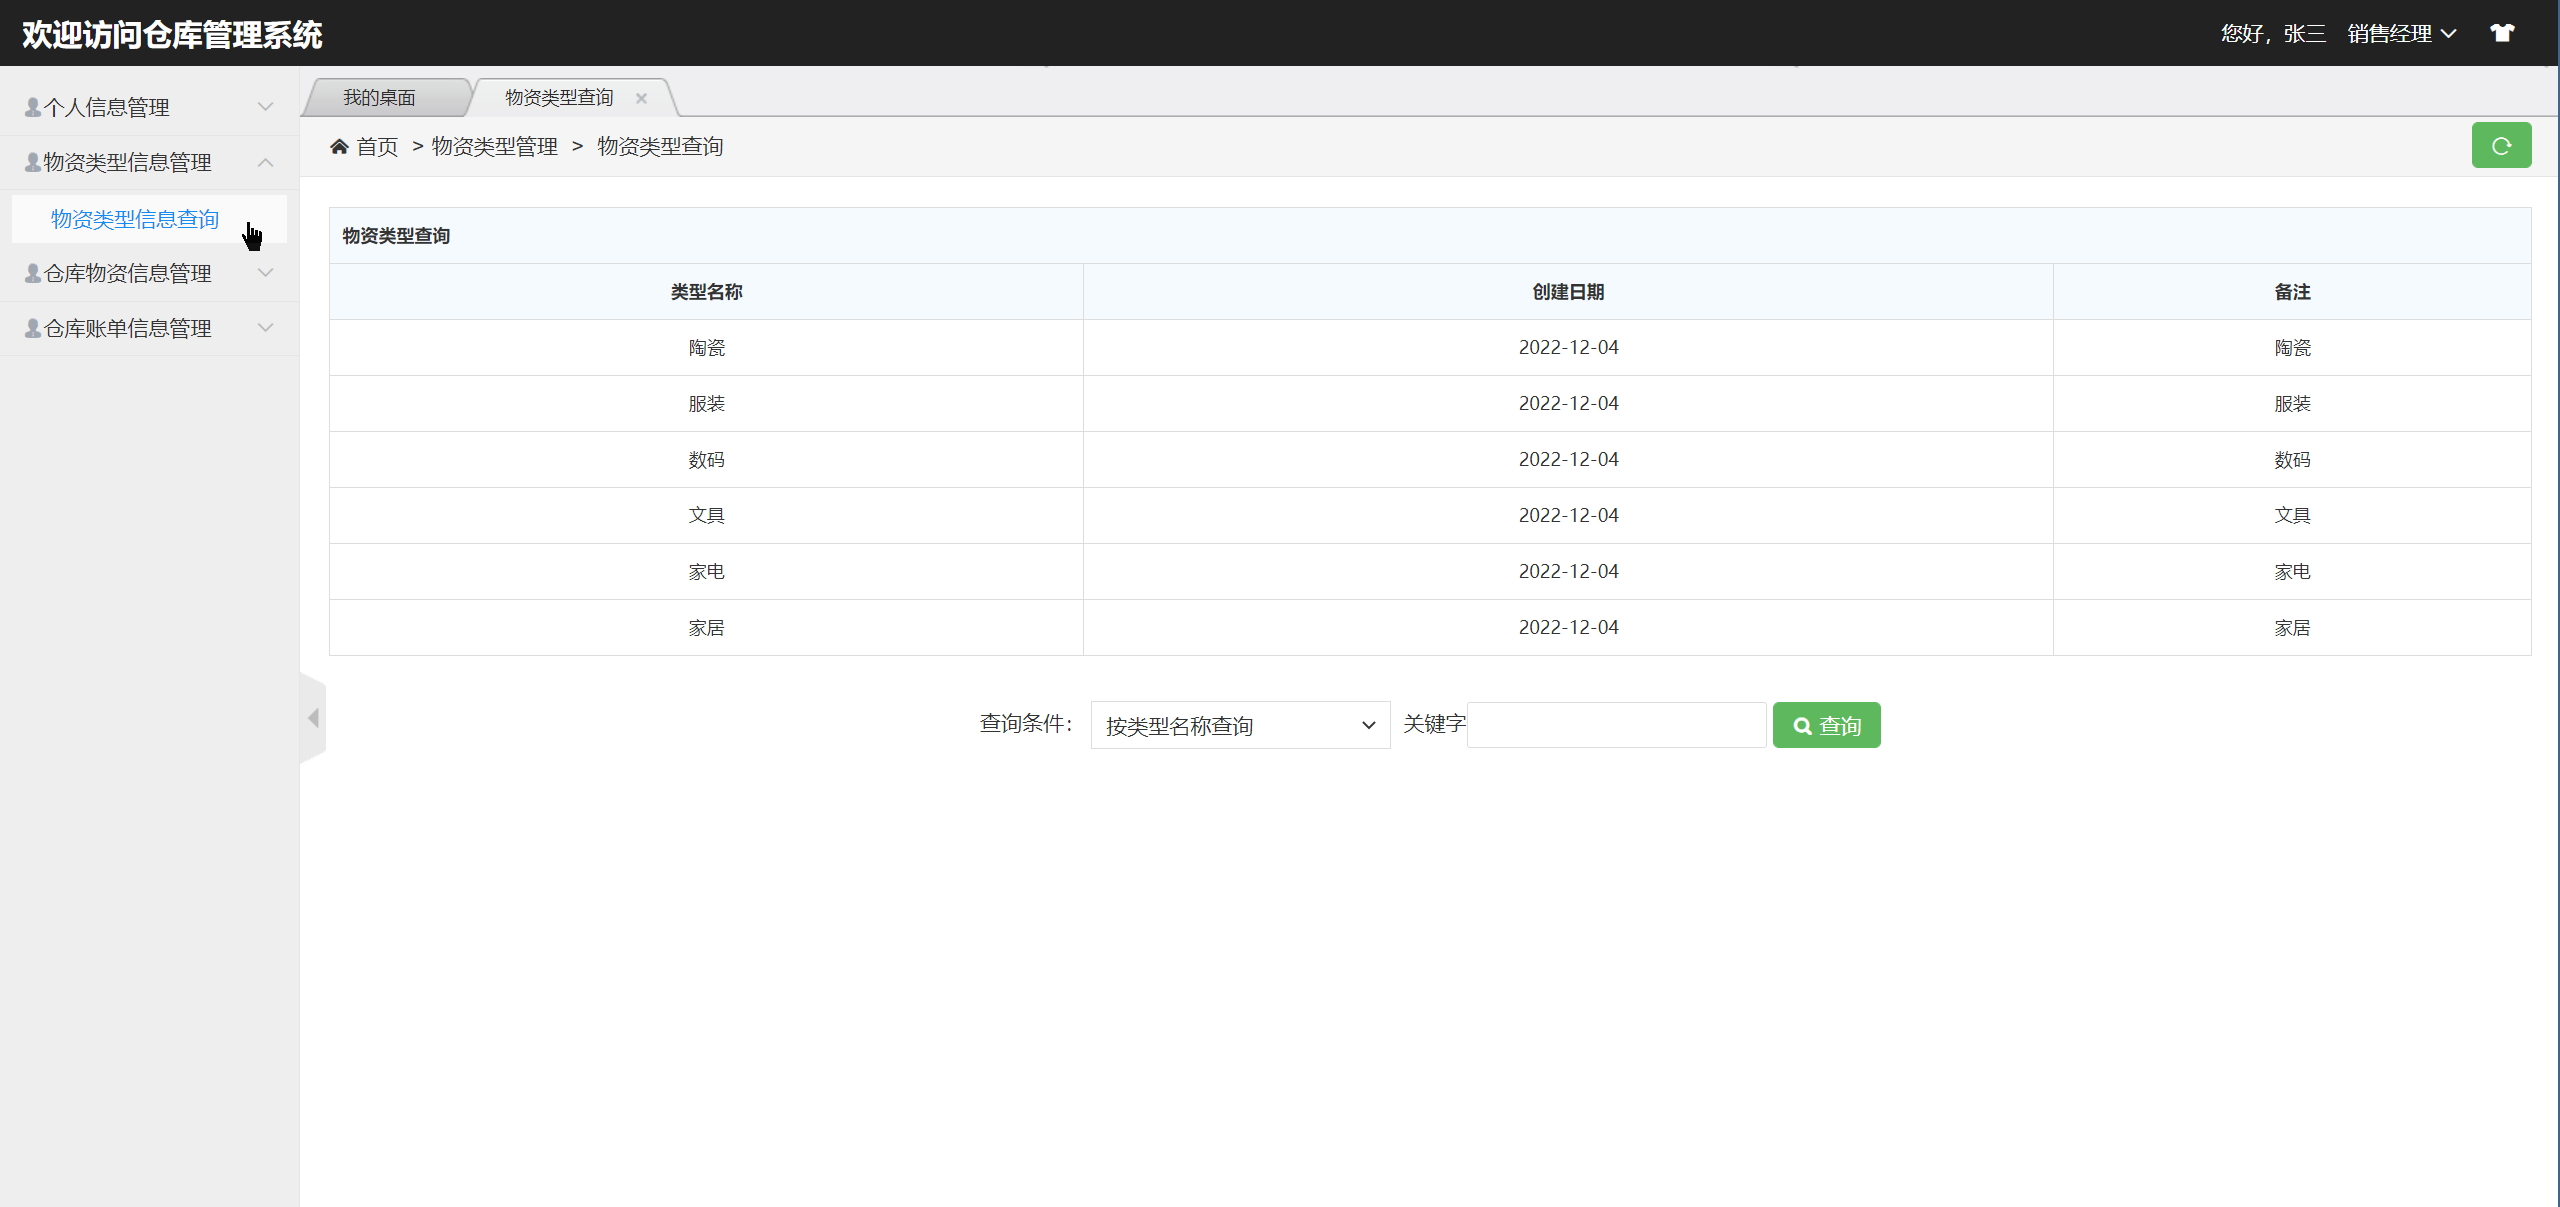 欢迎访问仓库管理系统
您好，张三 销售经理
个人信息管理
物资类型信息管理
物资类型信息查询
仓库物资信息管理
仓库账单信息管理
我的桌面 物资类型查询
首页 > 物资类型管理 > 物资类型查询
物资类型查询
类型名称 创建日期 备注
陶瓷 2022-12-04 陶瓷
服装 2022-12-04 服装
数码 2022-12-04 数码
文具 2022-12-04 文具
家电 2022-12-04 家电
家居 2022-12-04 家居
查询条件： 按类型名称查询 关键字 查询